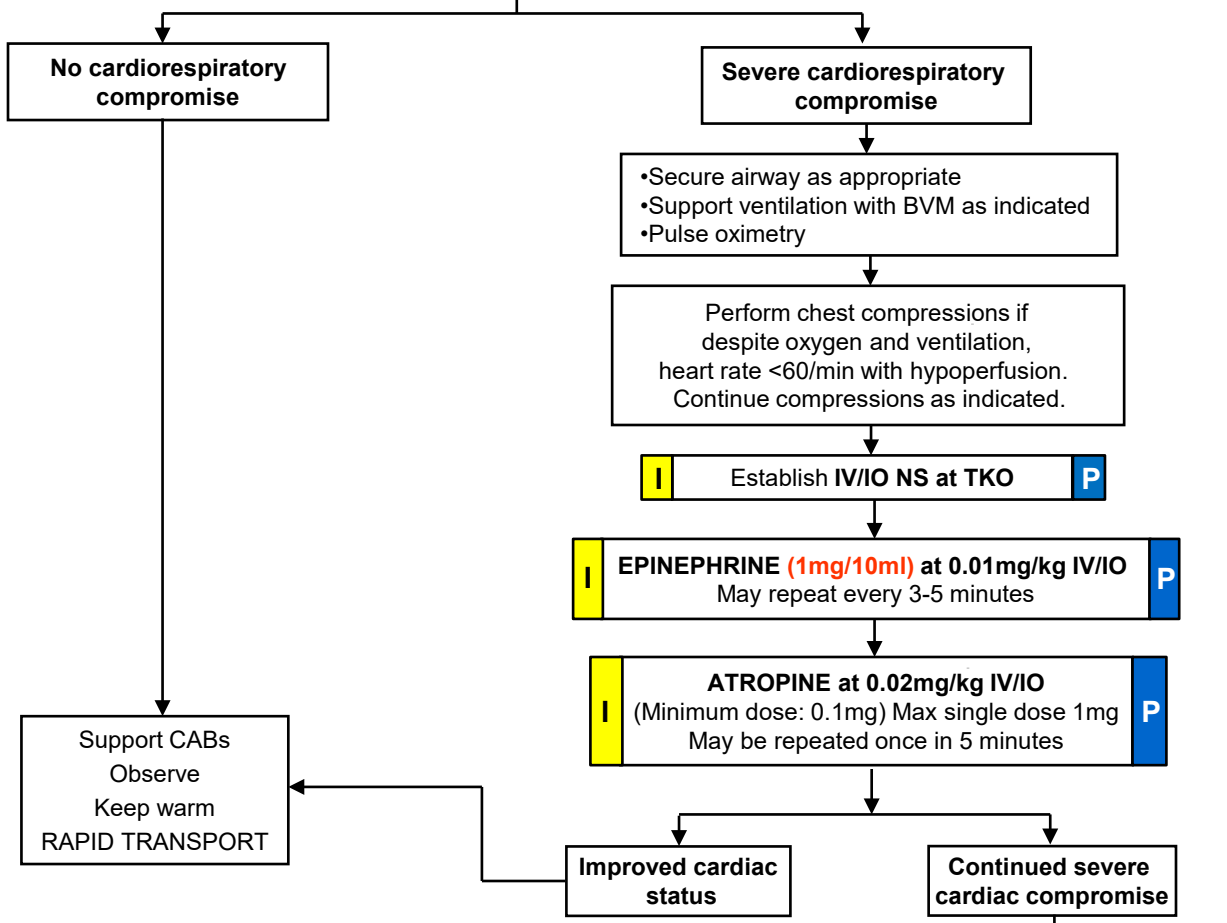 No cardiorespiratory
compromise
Severe cardiorespiratory
compromise
•Secure airway as appropriate
•Support ventilation with BVM as indicated
•Pulse oximetry
Perform chest compressions if
despite oxygen and ventilation,
heart rate <60/min with hypoperfusion.
Continue compressions as indicated.
I Establish IV/IO NS at TKO P
I EPINEPHRINE (1mg/10ml) at 0.01mg/kg IV/IO P
May repeat every 3-5 minutes
ATROPINE at 0.02mg/kg IV/IO
I (Minimum dose: 0.1mg) Max single dose 1mg P
May be repeated once in 5 minutes
Support CABs
Observe
Keep warm
RAPID TRANSPORT
Improved cardiac
status
Continued severe
cardiac compromise